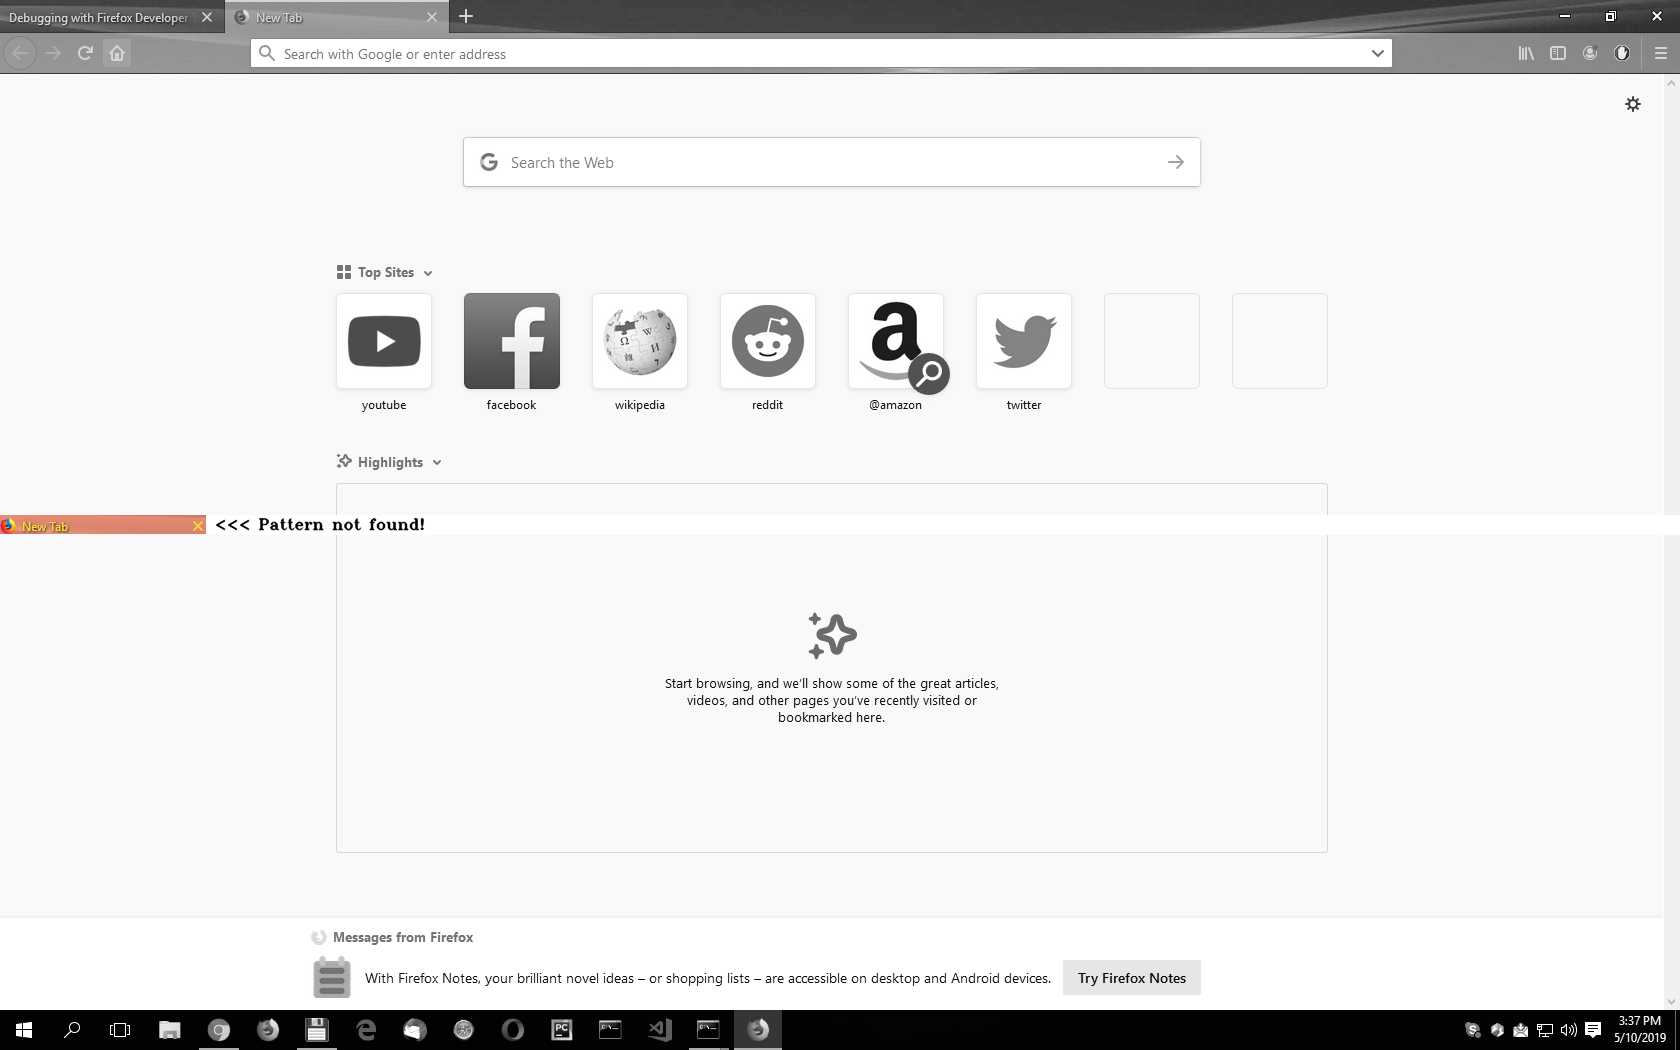 Debugging with Firefox Developer
New Tab
Search with Google or enter address
Search the Web
Top Sites
youtube
facebook
wikipedia
reddit
@amazon
twitter
Highlights
New Tab <<< Pattern not found!
Start browsing, and we'll show some of the great articles,
videos, and other pages you've recently visited or
bookmarked here.
Messages from Firefox
With Firefox Notes, your brilliant novel ideas – or shopping lists – are accessible on desktop and Android devices.
Try Firefox Notes
3:37 PM
5/10/2019